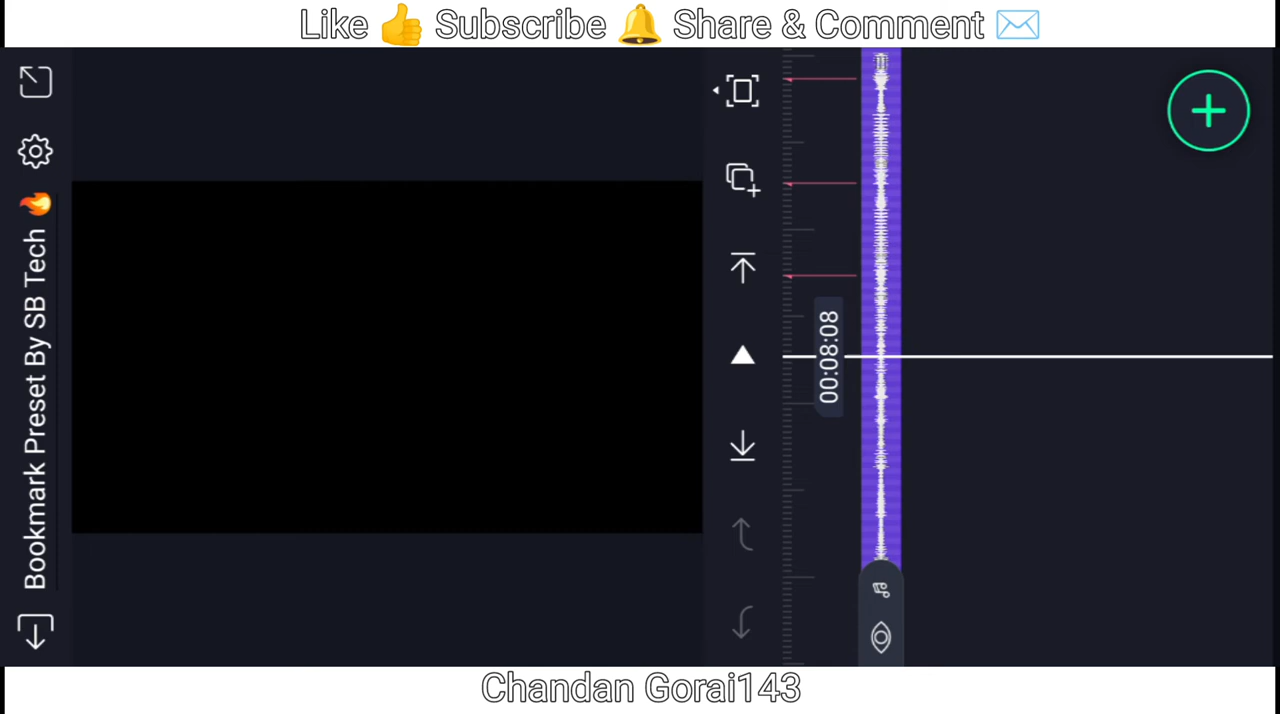 Like 👍 Subscribe 🔔 Share & Comment ✉️
Bookmark Preset By SB Tech 🔥
00:08:08
Chandan Gorai143